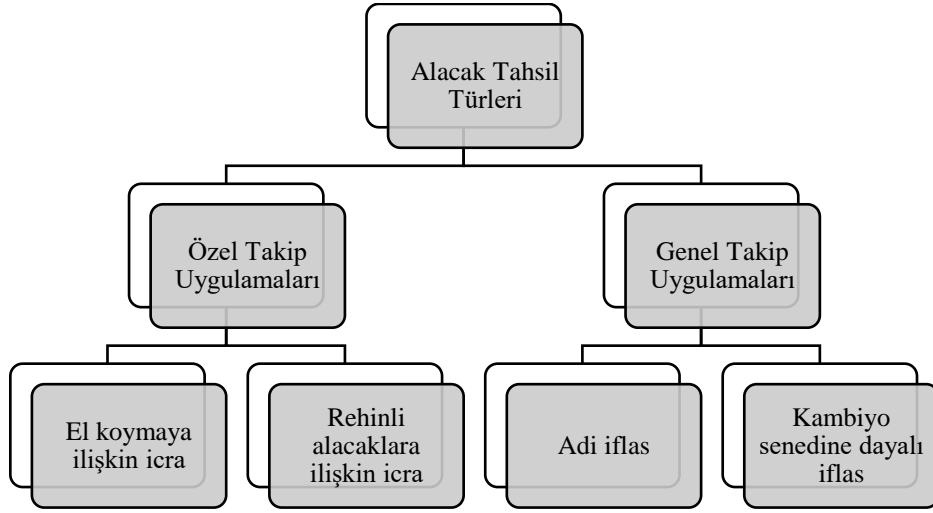 Alacak Tahsil
Türleri
Özel Takip
Uygulamaları
Genel Takip
Uygulamaları
El koymaya
ilişkin icra
Rehinli
alacaklara
ilişkin icra
Adi iflas
Kambiyo
senedine dayalı
iflas